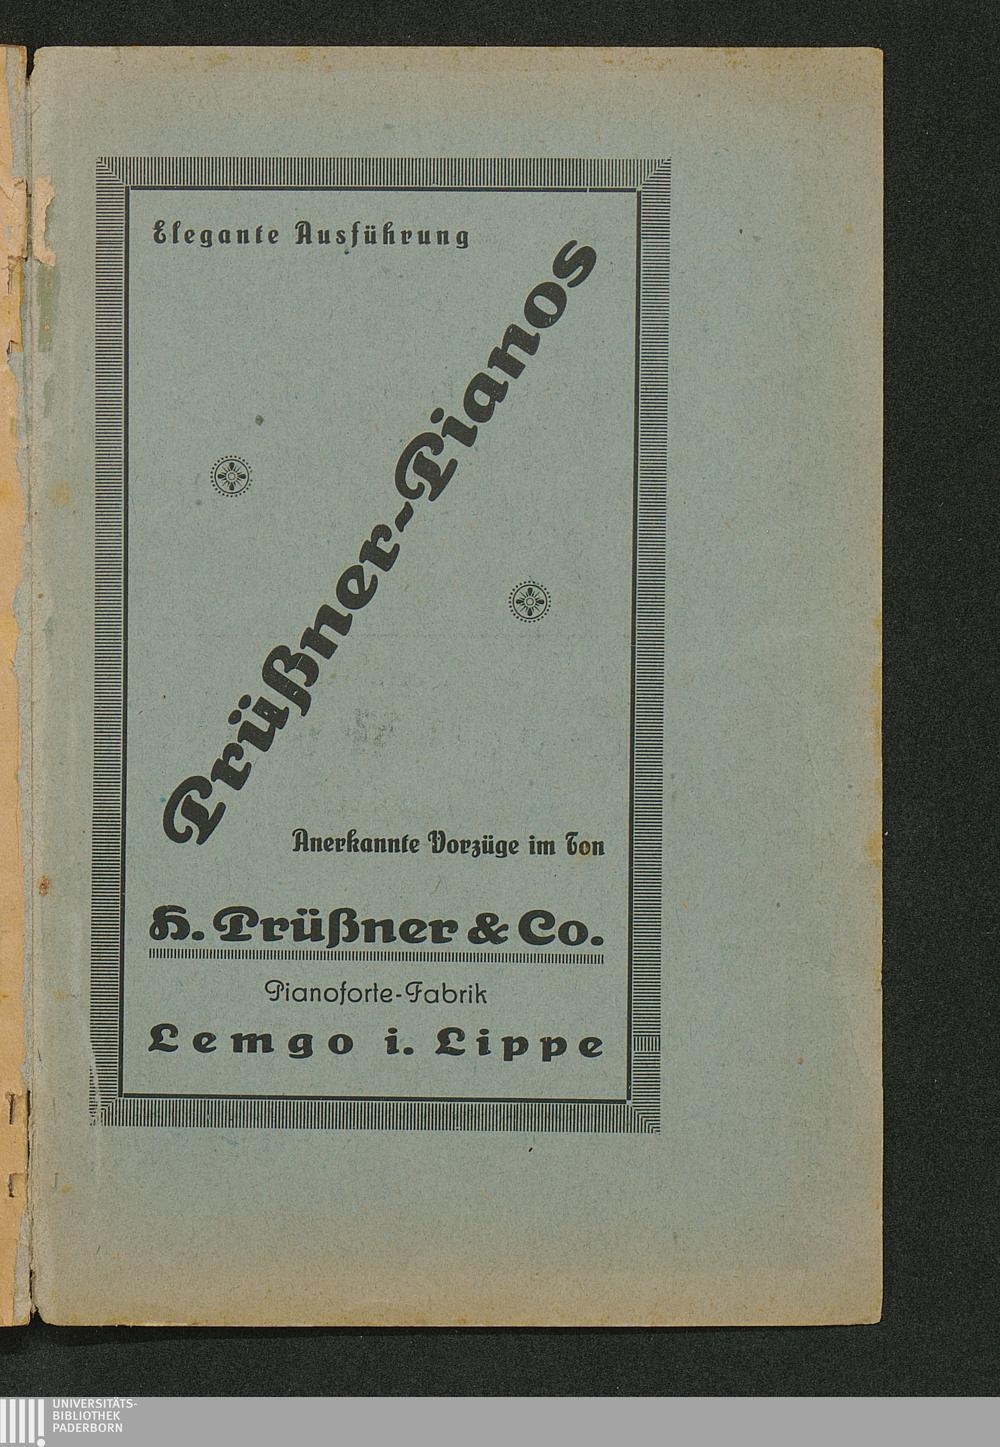 Elegante Ausführung
Prüßner-Pianos
Anerkannte Vorzüge im Ton
H. Prüßner & Co.
Pianoforte-Fabrik
Lemgo i. Lippe
UNIVERSITÄTS-
BIBLIOTHEK
PADERBORN